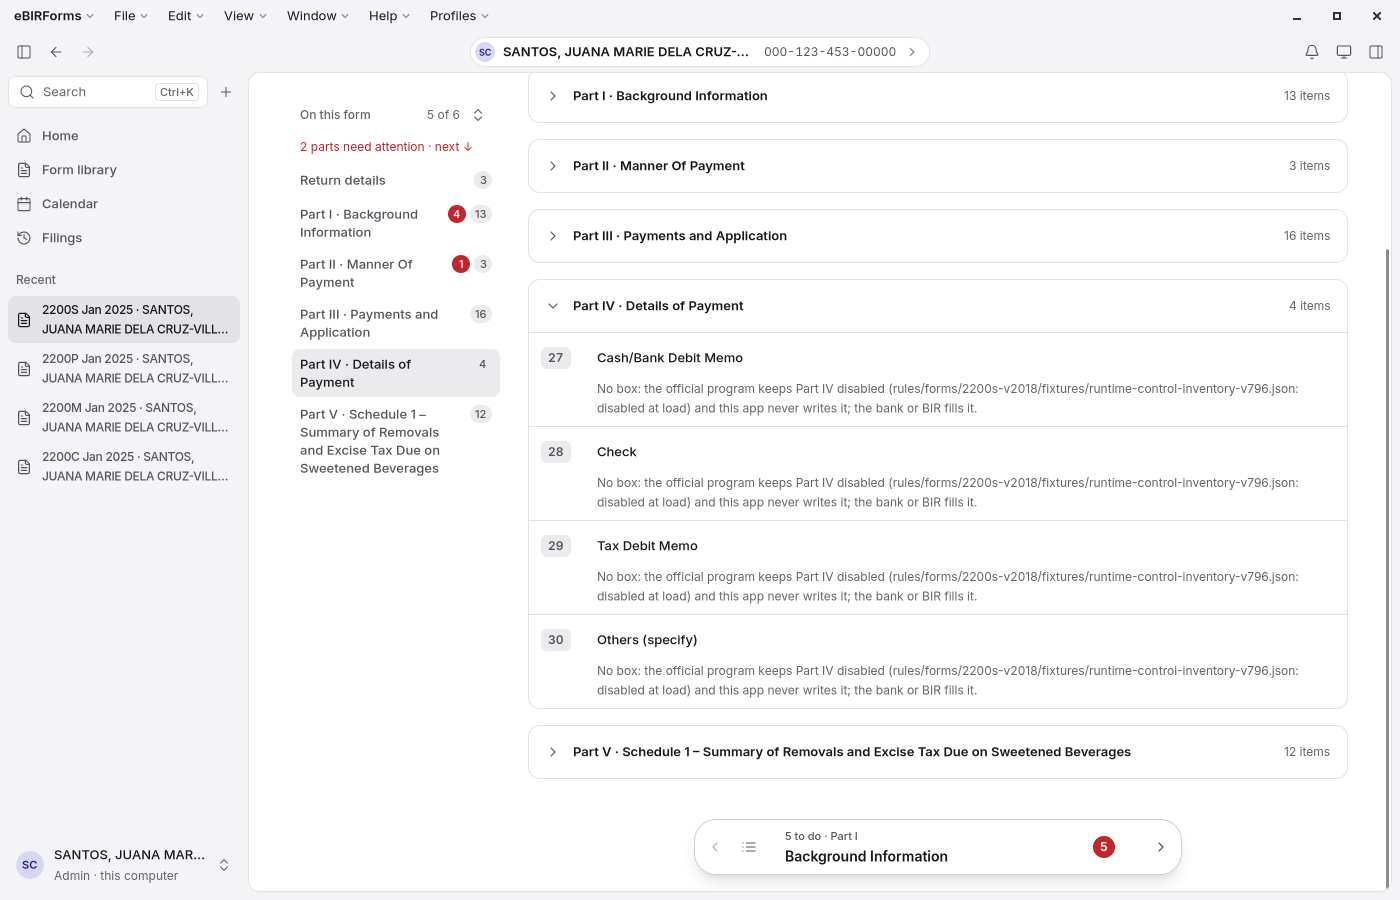 eBIRForms File Edit View Window Help Profiles
SC SANTOS, JUANA MARIE DELA CRUZ-... 000-123-453-00000
Search Ctrl+K
Home
Form library
Calendar
Filings
Recent
2200S Jan 2025 · SANTOS,
JUANA MARIE DELA CRUZ-VILL...
2200P Jan 2025 · SANTOS,
JUANA MARIE DELA CRUZ-VILL...
2200M Jan 2025 · SANTOS,
JUANA MARIE DELA CRUZ-VILL...
2200C Jan 2025 · SANTOS,
JUANA MARIE DELA CRUZ-VILL...
SC SANTOS, JUANA MAR...
Admin · this computer
On this form 5 of 6
2 parts need attention · next ↓
Return details 3
Part I · Background 4 13
Information
Part II · Manner Of 1 3
Payment
Part III · Payments and 16
Application
Part IV · Details of 4
Payment
Part V · Schedule 1 – 12
Summary of Removals
and Excise Tax Due on
Sweetened Beverages
Part I · Background Information 13 items
Part II · Manner Of Payment 3 items
Part III · Payments and Application 16 items
Part IV · Details of Payment 4 items
27 Cash/Bank Debit Memo
No box: the official program keeps Part IV disabled (rules/forms/2200s-v2018/fixtures/runtime-control-inventory-v796.json:
disabled at load) and this app never writes it; the bank or BIR fills it.
28 Check
No box: the official program keeps Part IV disabled (rules/forms/2200s-v2018/fixtures/runtime-control-inventory-v796.json:
disabled at load) and this app never writes it; the bank or BIR fills it.
29 Tax Debit Memo
No box: the official program keeps Part IV disabled (rules/forms/2200s-v2018/fixtures/runtime-control-inventory-v796.json:
disabled at load) and this app never writes it; the bank or BIR fills it.
30 Others (specify)
No box: the official program keeps Part IV disabled (rules/forms/2200s-v2018/fixtures/runtime-control-inventory-v796.json:
disabled at load) and this app never writes it; the bank or BIR fills it.
Part V · Schedule 1 – Summary of Removals and Excise Tax Due on Sweetened Beverages 12 items
5 to do · Part I
Background Information 5